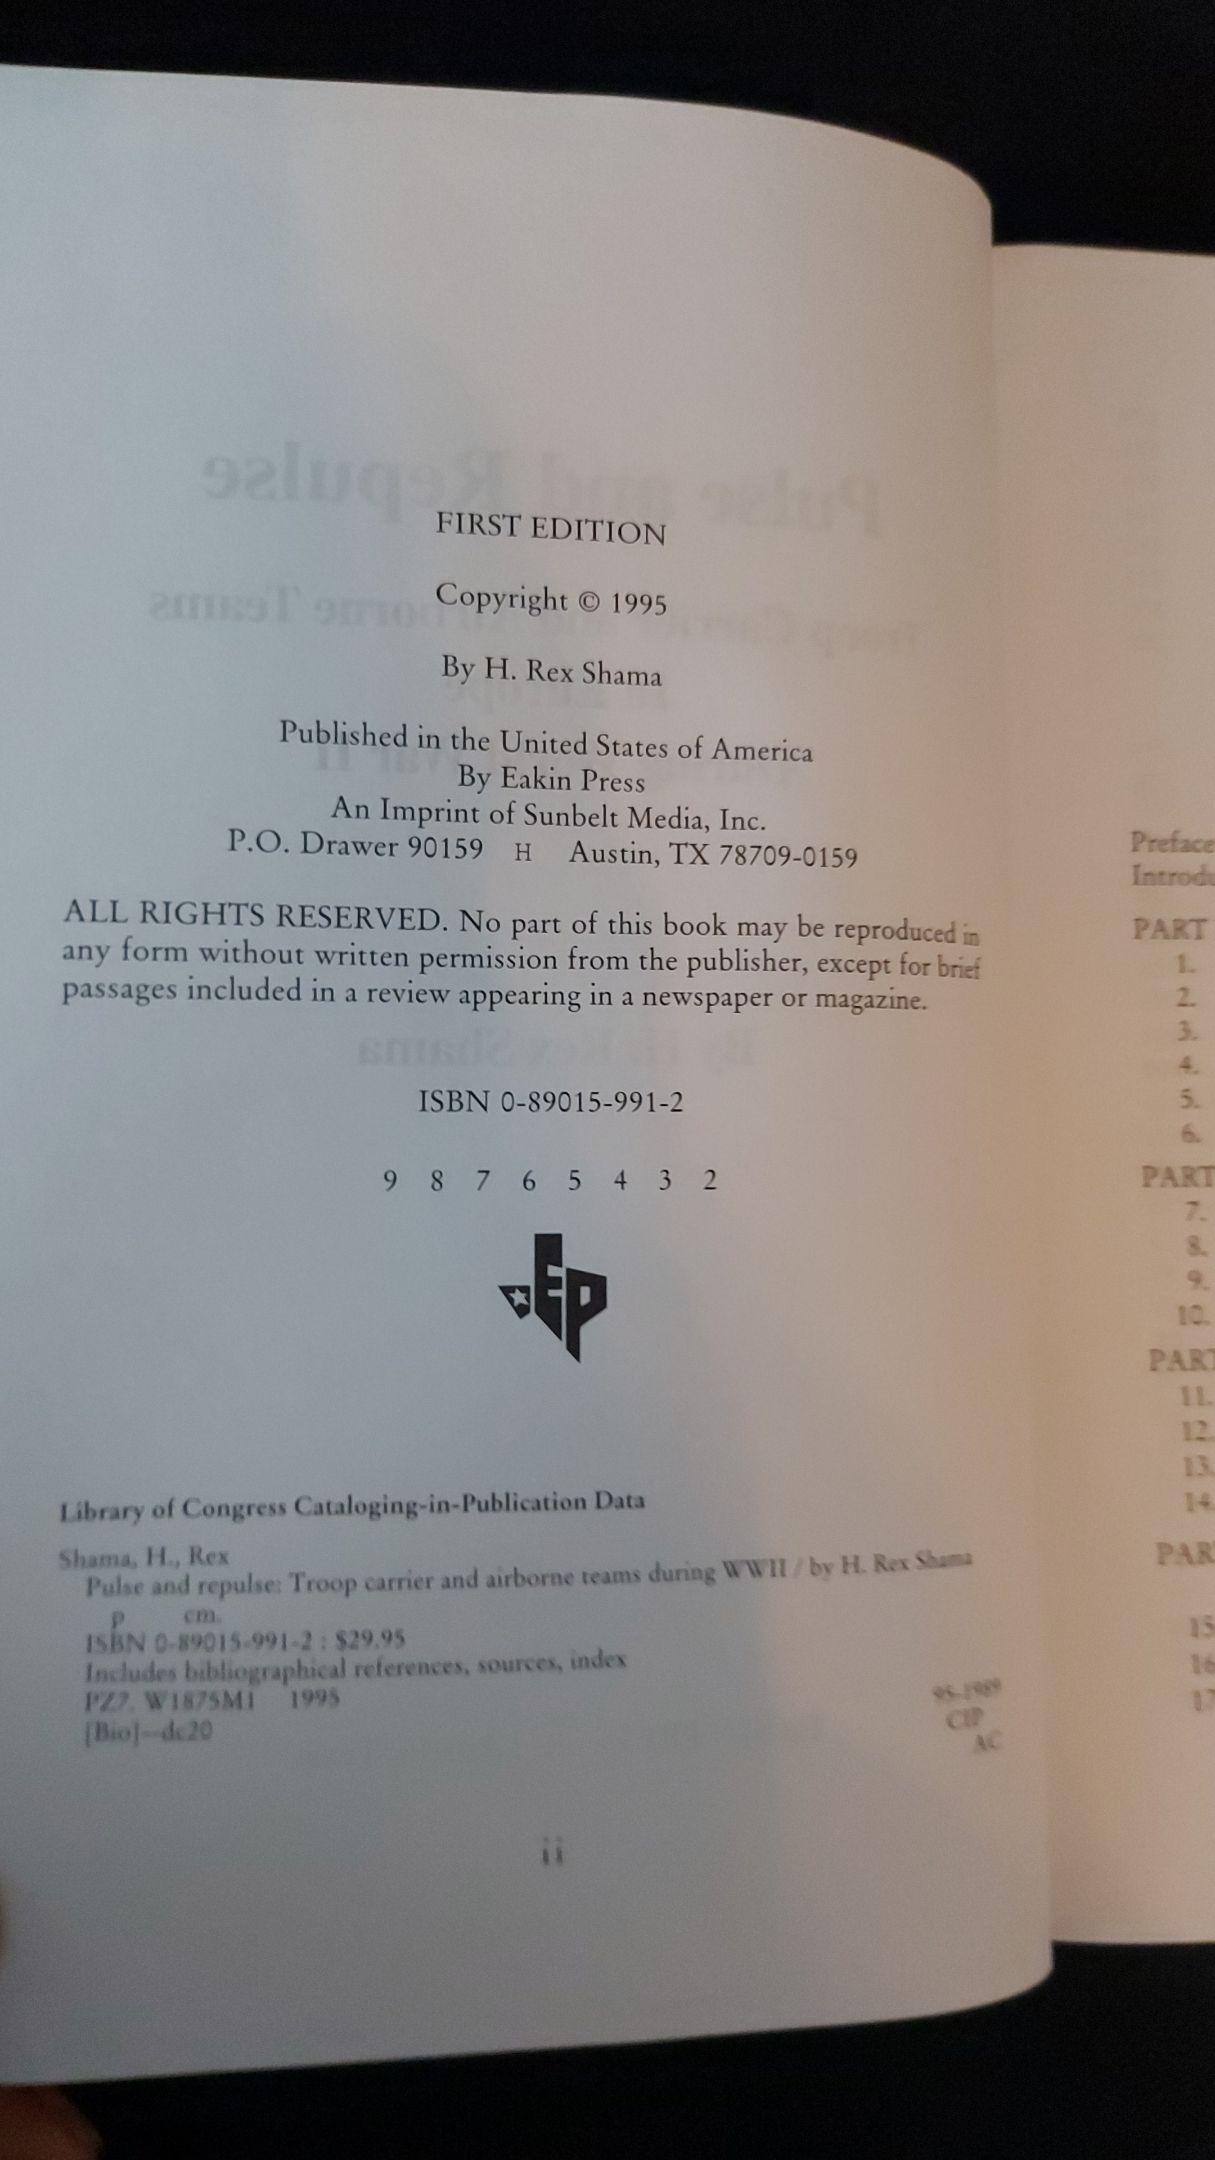 FIRST EDITION
Copyright © 1995
By H. Rex Shama
Published in the United States of America
By Eakin Press
An Imprint of Sunbelt Media, Inc.
P.O. Drawer 90159 H Austin, TX 78709-0159
ALL RIGHTS RESERVED. No part of this book may be reproduced in
any form without written permission from the publisher, except for brief
passages included in a review appearing in a newspaper or magazine.
ISBN 0-89015-991-2
9 8 7 6 5 4 3 2
EP
Library of Congress Cataloging-in-Publication Data
Shama, H., Rex
Pulse and repulse: Troop carrier and airborne teams during WWII / by H. Rex Shama
p cm.
ISBN 0-89015-991-2 : $29.95
Includes bibliographical references, sources, index
PZ7. W1875M1 1995
95-1989
[Bio]—dc20
CIP
AC
ii
Preface
PART
1.
2.
3.
4.
5.
6.
PART
7.
8.
9.
10.
PART
11.
12.
13.
14.
15
16
17